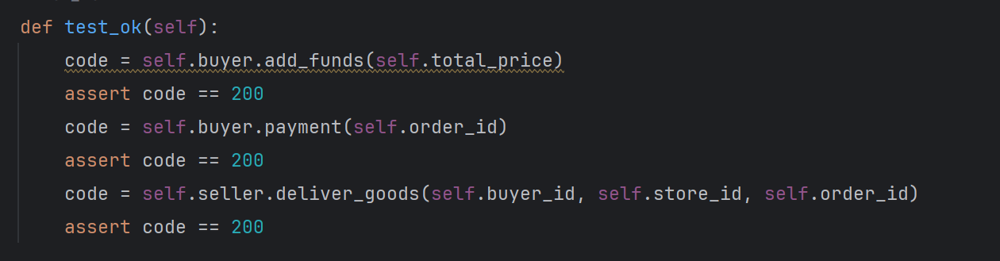 def test_ok(self):
    code = self.buyer.add_funds(self.total_price)
    assert code == 200
    code = self.buyer.payment(self.order_id)
    assert code == 200
    code = self.seller.deliver_goods(self.buyer_id, self.store_id, self.order_id)
    assert code == 200